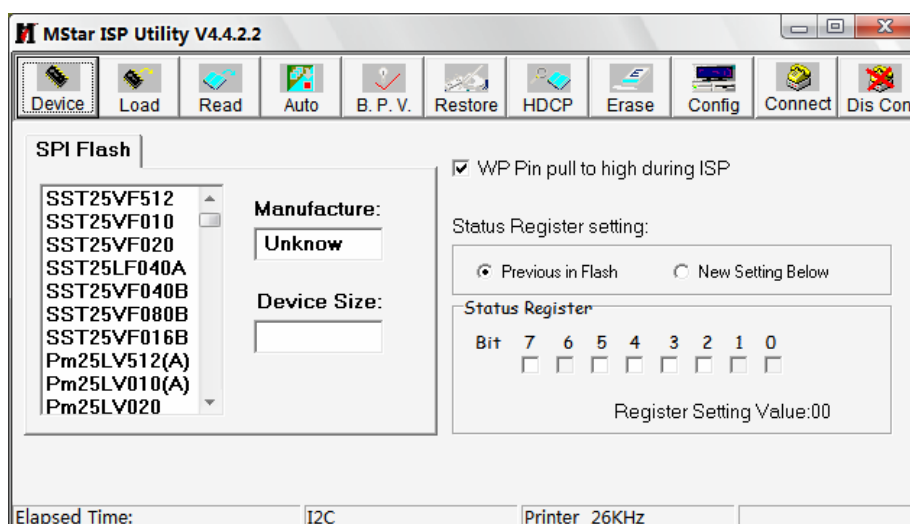 MStar ISP Utility V4.4.2.2
Device Load Read Auto B. P. V. Restore HDCP Erase Config Connect Dis Con
SPI Flash
SST25VF512
SST25VF010
SST25VF020
SST25LF040A
SST25VF040B
SST25VF080B
SST25VF016B
Pm25LV512(A)
Pm25LV010(A)
Pm25LV020
Manufacture:
Unknow
Device Size:
WP Pin pull to high during ISP
Status Register setting:
Previous in Flash New Setting Below
Status Register
Bit 7 6 5 4 3 2 1 0
Register Setting Value:00
Elapsed Time: I2C Printer 26KHz